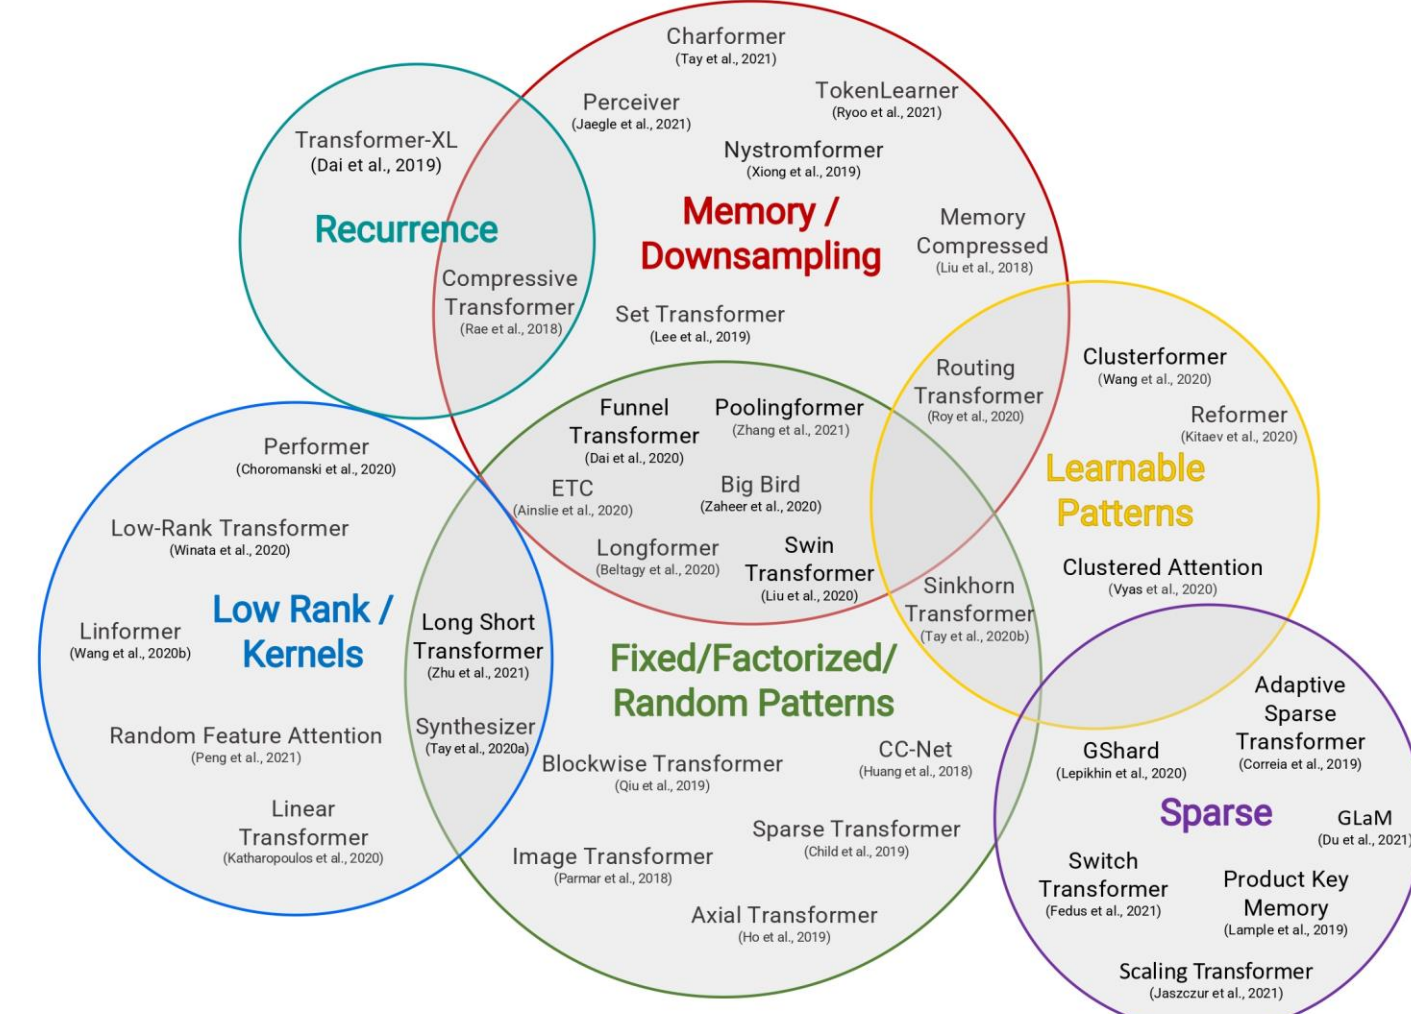 Charformer
(Tay et al., 2021)
Perceiver
(Jaegle et al., 2021)
TokenLearner
(Ryoo et al., 2021)
Transformer-XL
(Dai et al., 2019)
Nystromformer
(Xiong et al., 2019)
Recurrence
Memory /
Downsampling
Memory
Compressed
(Liu et al., 2018)
Compressive
Transformer
(Rae et al., 2018)
Set Transformer
(Lee et al., 2019)
Routing
Transformer
(Roy et al., 2020)
Clusterformer
(Wang et al., 2020)
Reformer
(Kitaev et al., 2020)
Learnable
Patterns
Clustered Attention
(Vyas et al., 2020)
Funnel
Transformer
(Dai et al., 2020)
Poolingformer
(Zhang et al., 2021)
ETC
(Ainslie et al., 2020)
Big Bird
(Zaheer et al., 2020)
Longformer
(Beltagy et al., 2020)
Swin
Transformer
(Liu et al., 2020)
Sinkhorn
Transformer
(Tay et al., 2020b)
Performer
(Choromanski et al., 2020)
Low-Rank Transformer
(Winata et al., 2020)
Low Rank /
Kernels
Linformer
(Wang et al., 2020b)
Long Short
Transformer
(Zhu et al., 2021)
Synthesizer
(Tay et al., 2020a)
Random Feature Attention
(Peng et al., 2021)
Linear
Transformer
(Katharopoulos et al., 2020)
Fixed/Factorized/
Random Patterns
Blockwise Transformer
(Qiu et al., 2019)
CC-Net
(Huang et al., 2018)
Sparse Transformer
(Child et al., 2019)
Image Transformer
(Parmar et al., 2018)
Axial Transformer
(Ho et al., 2019)
Adaptive
Sparse
Transformer
(Correia et al., 2019)
GShard
(Lepikhin et al., 2020)
Sparse
GLaM
(Du et al., 2021)
Switch
Transformer
(Fedus et al., 2021)
Product Key
Memory
(Lample et al., 2019)
Scaling Transformer
(Jaszczur et al., 2021)